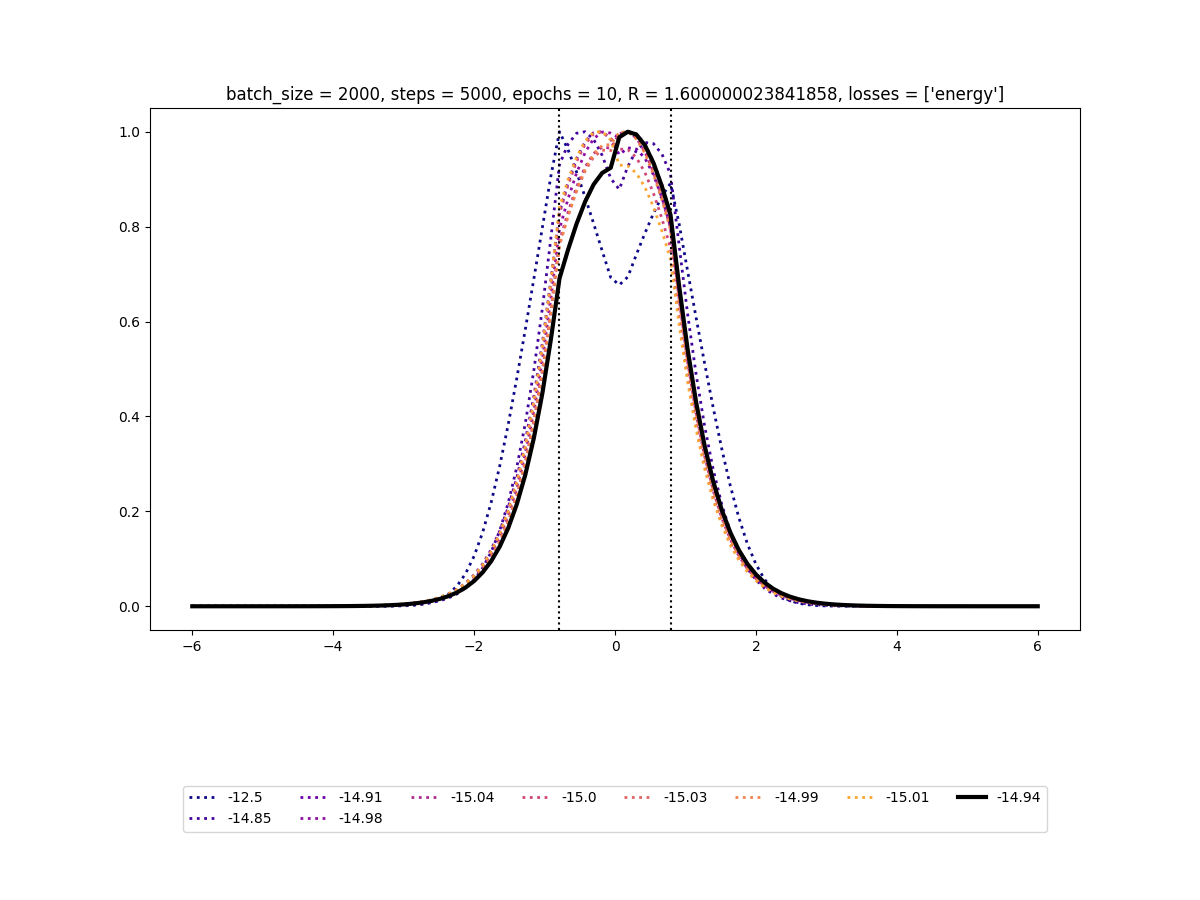 batch_size = 2000, steps = 5000, epochs = 10, R = 1.600000023841858, losses = ['energy']
1.0
0.8
0.6
0.4
0.2
0.0
−6 −4 −2 0 2 4 6
-12.5 -14.91 -15.04 -15.0 -15.03 -14.99 -15.01 -14.94
-14.85 -14.98